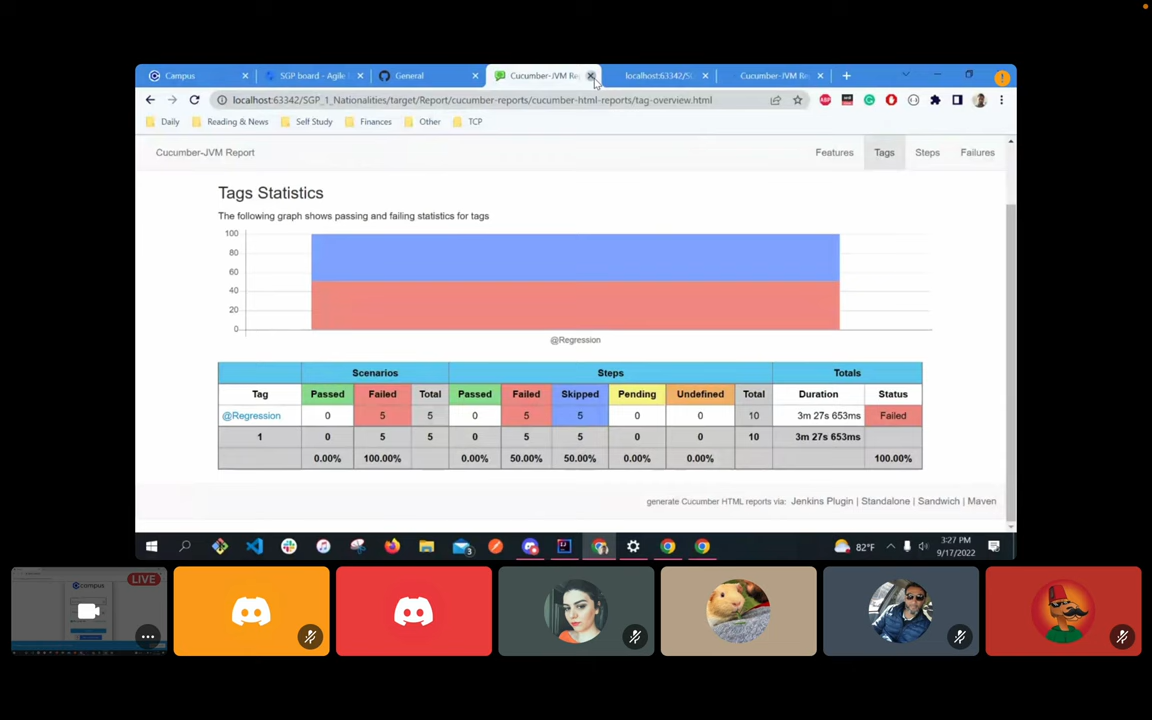 Campus
SGP board - Agile
General
Cucumber-JVM Re
localhost:63342/S
Cucumber-JVM Re
localhost:63342/SGP_1_Nationalities/target/Report/cucumber-reports/cucumber-html-reports/tag-overview.html
ABP
Daily
Reading & News
Self Study
Finances
Other
TCP
Cucumber-JVM Report
Features
Tags
Steps
Failures
Tags Statistics
The following graph shows passing and failing statistics for tags
100
80
60
40
20
0
@Regression
Scenarios Steps Totals
Tag Passed Failed Total Passed Failed Skipped Pending Undefined Total Duration Status
@Regression 0 5 5 0 5 5 0 0 10 3m 27s 653ms Failed
1 0 5 5 0 5 5 0 0 10 3m 27s 653ms
0.00% 100.00% 0.00% 50.00% 50.00% 0.00% 0.00% 100.00%
generate Cucumber HTML reports via: Jenkins Plugin | Standalone | Sandwich | Maven
3
IJ
82°F
3:27 PM
9/17/2022
LIVE
campus